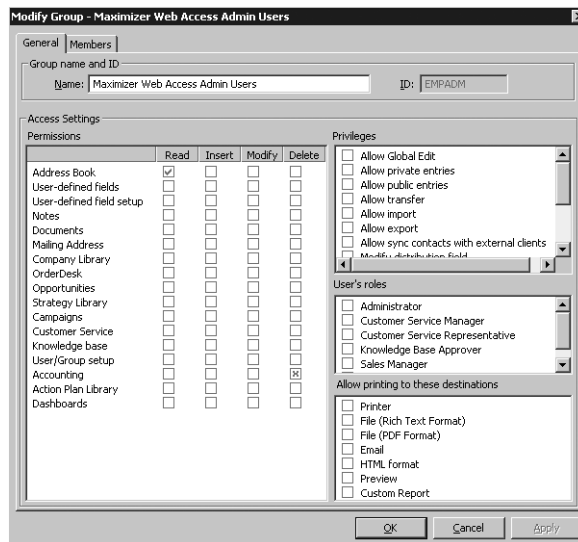 Modify Group - Maximizer Web Access Admin Users
General Members
Group name and ID
Name: Maximizer Web Access Admin Users ID: EMPADM
Access Settings
Permissions
Read Insert Modify Delete
Address Book
User-defined fields
User-defined field setup
Notes
Documents
Mailing Address
Company Library
OrderDesk
Opportunities
Strategy Library
Campaigns
Customer Service
Knowledge base
User/Group setup
Accounting
Action Plan Library
Dashboards
Privileges
Allow Global Edit
Allow private entries
Allow public entries
Allow transfer
Allow import
Allow export
Allow sync contacts with external clients
Modify distribution field
User's roles
Administrator
Customer Service Manager
Customer Service Representative
Knowledge Base Approver
Sales Manager
Allow printing to these destinations
Printer
File (Rich Text Format)
File (PDF Format)
Email
HTML format
Preview
Custom Report
OK Cancel Apply